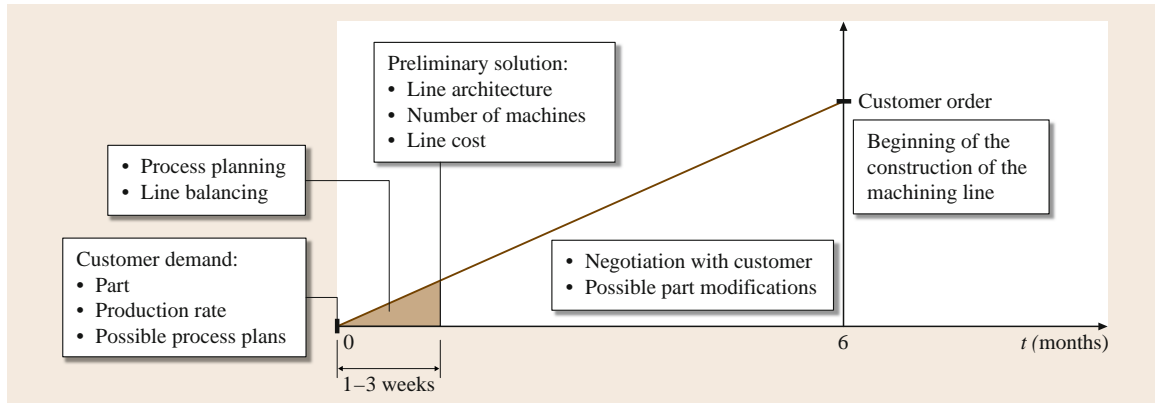 Preliminary solution:
• Line architecture
• Number of machines
• Line cost
Customer order
Beginning of the
construction of the
machining line
• Process planning
• Line balancing
Customer demand:
• Part
• Production rate
• Possible process plans
• Negotiation with customer
• Possible part modifications
0
6
t (months)
1–3 weeks